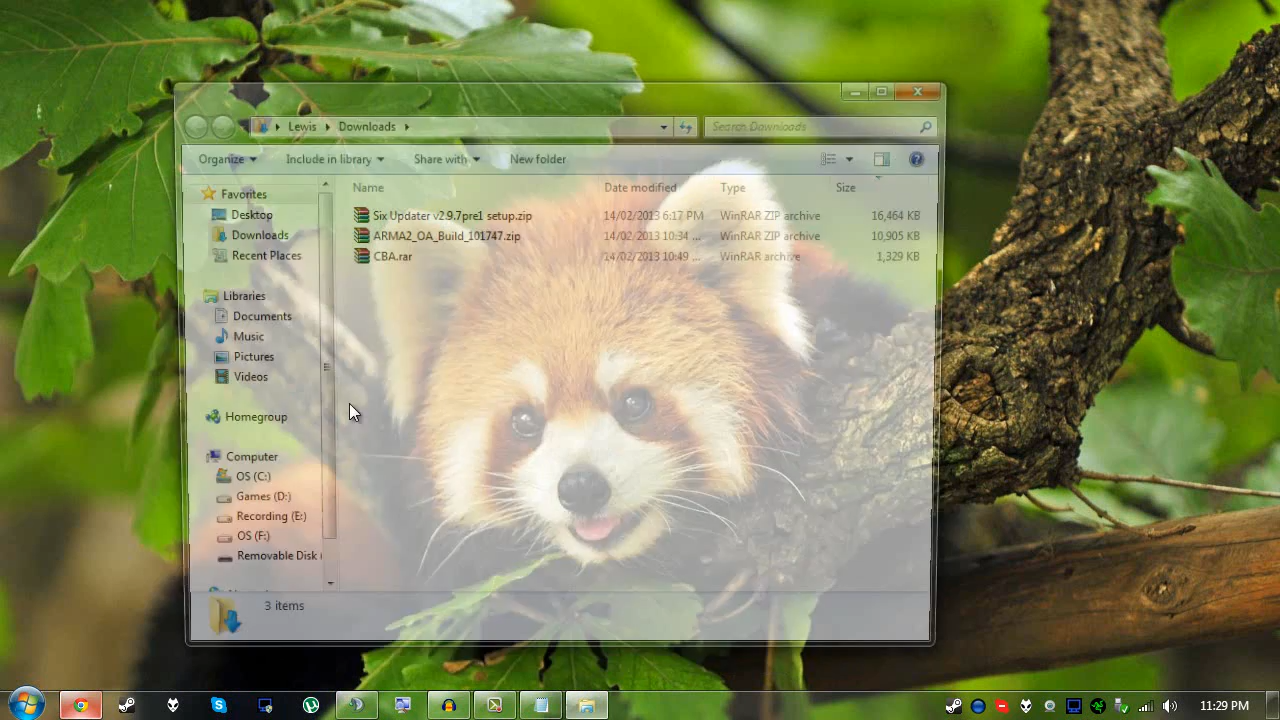 Lewis Downloads
Search Downloads
Organize Include in library Share with New folder
Name Date modified Type Size
Six Updater v2.9.7pre1 setup.zip 14/02/2013 6:17 PM WinRAR ZIP archive 16,464 KB
ARMA2_OA_Build_101747.zip 14/02/2013 10:34 ... WinRAR ZIP archive 10,905 KB
CBA.rar 14/02/2013 10:49 ... WinRAR archive 1,329 KB
Favorites
Desktop
Downloads
Recent Places
Libraries
Documents
Music
Pictures
Videos
Homegroup
Computer
OS (C:)
Games (D:)
Recording (E:)
OS (F:)
Removable Disk
3 items
11:29 PM